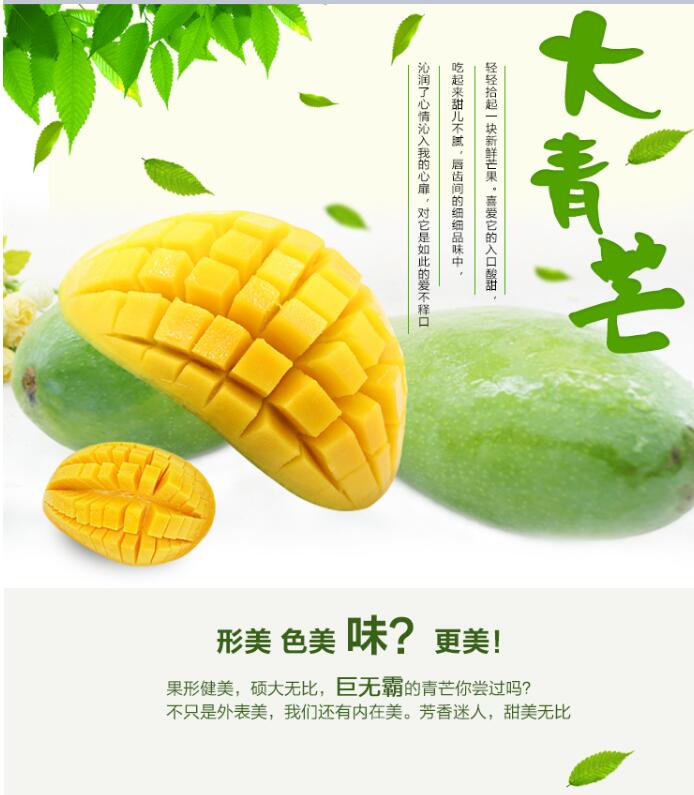 大青芒
轻轻拾起一块新鲜芒果。喜爱它的入口酸甜，
吃起来甜儿不腻，唇齿间的细细品味中，
沁润了心情沁入我的心扉，对它是如此的爱不释口
形美 色美 味？ 更美！
果形健美，硕大无比，巨无霸的青芒你尝过吗？
不只是外表美，我们还有内在美。芳香迷人，甜美无比